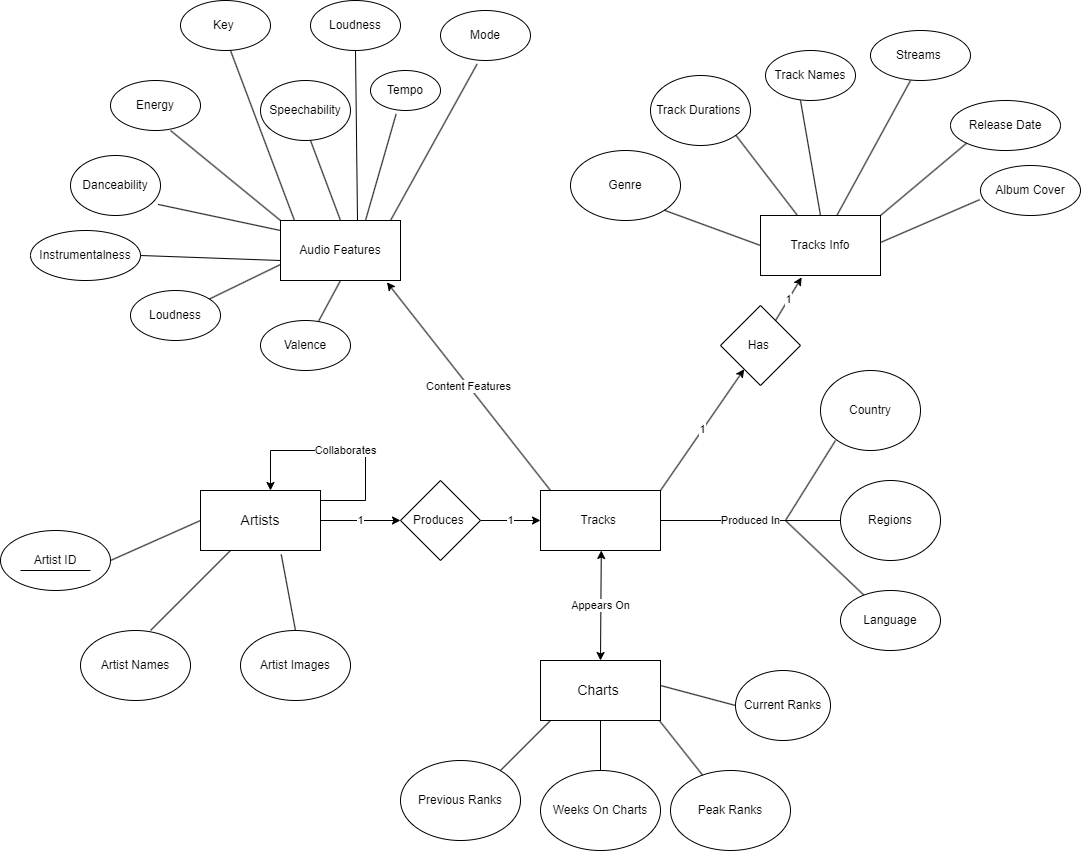 Key
Loudness
Mode
Streams
Track Names
Tempo
Energy
Speechability
Track Durations
Release Date
Danceability
Genre
Album Cover
Instrumentalness
Audio Features
Tracks Info
Loudness
Valence
1
Has
Content Features
Country
1
Collaborates
Artists
1
Produces
1
Tracks
Produced In
Regions
Artist ID
Appears On
Language
Artist Names
Artist Images
Charts
Current Ranks
Previous Ranks
Weeks On Charts
Peak Ranks